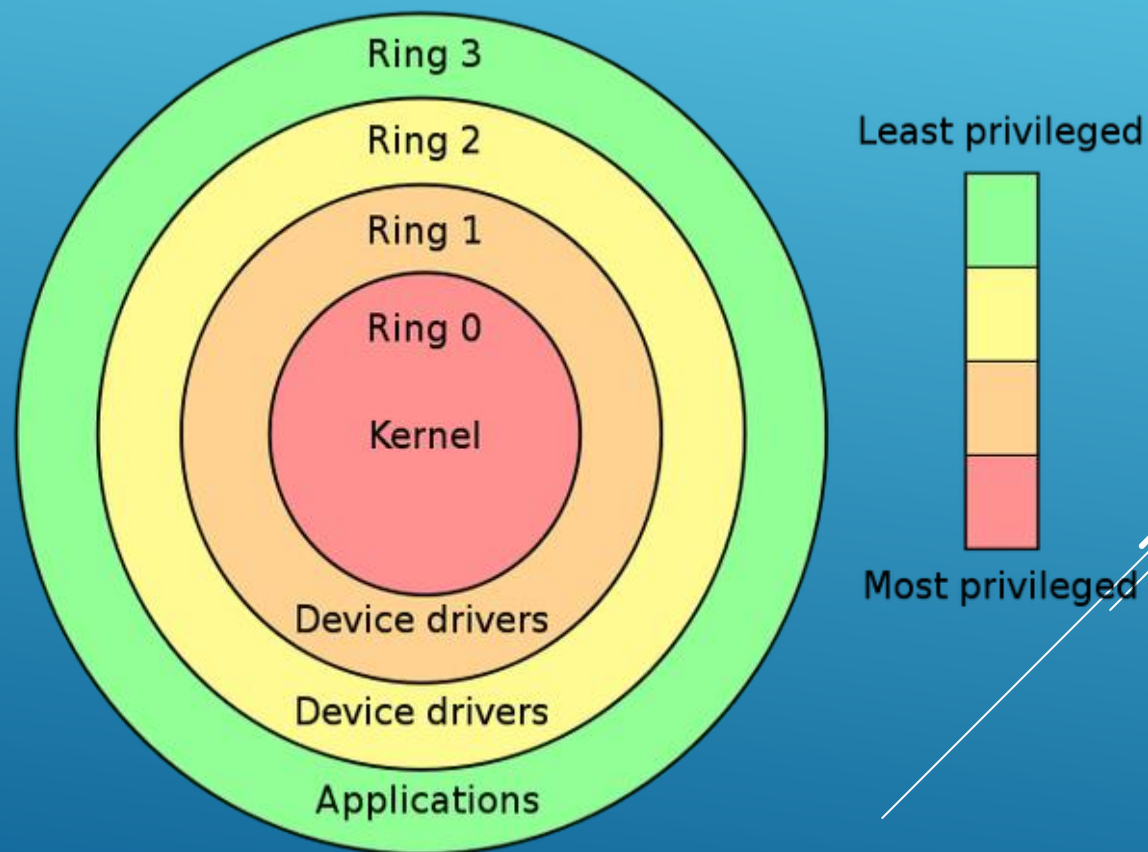 Ring 3
Ring 2
Ring 1
Ring 0
Kernel
Device drivers
Device drivers
Applications
Least privileged
Most privileged